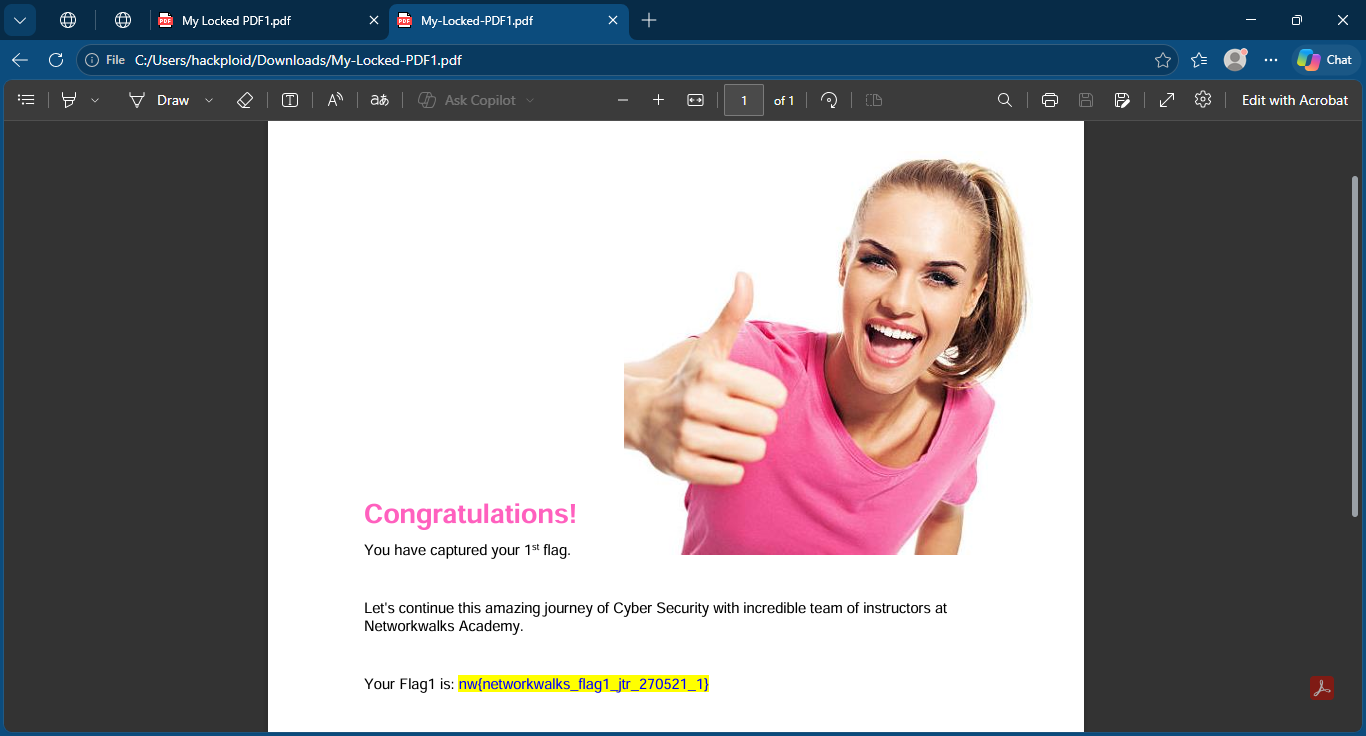 My Locked PDF1.pdf
My-Locked-PDF1.pdf
File C:/Users/hackploid/Downloads/My-Locked-PDF1.pdf
Chat
Draw
aあ
Ask Copilot
1 of 1
Edit with Acrobat
Congratulations!
You have captured your 1st flag.
Let's continue this amazing journey of Cyber Security with incredible team of instructors at
Networkwalks Academy.
Your Flag1 is: nw{networkwalks_flag1_jtr_270521_1}